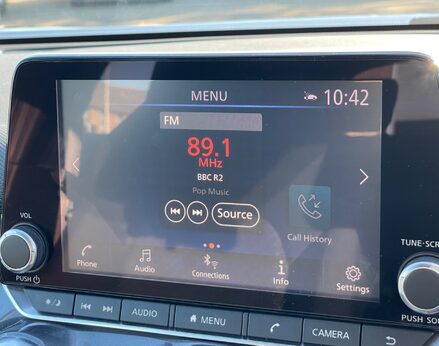 MENU
10:42
FM
89.1
MHz
BBC R2
Pop Music
Source
Call History
Phone
Audio
Connections
Info
Settings
VOL
PUSH
TUNE-SCR
PUSH SO
AUDIO
MENU
CAMERA